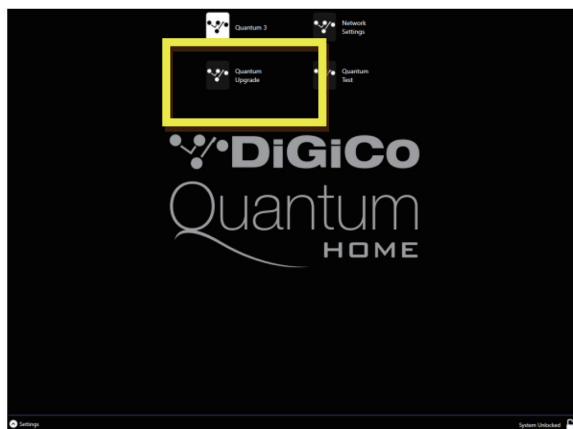 Quantum 3
Network
Settings
Quantum
Upgrade
Quantum
Test
DiGiCo
Quantum
HOME
Settings
System Unlocked